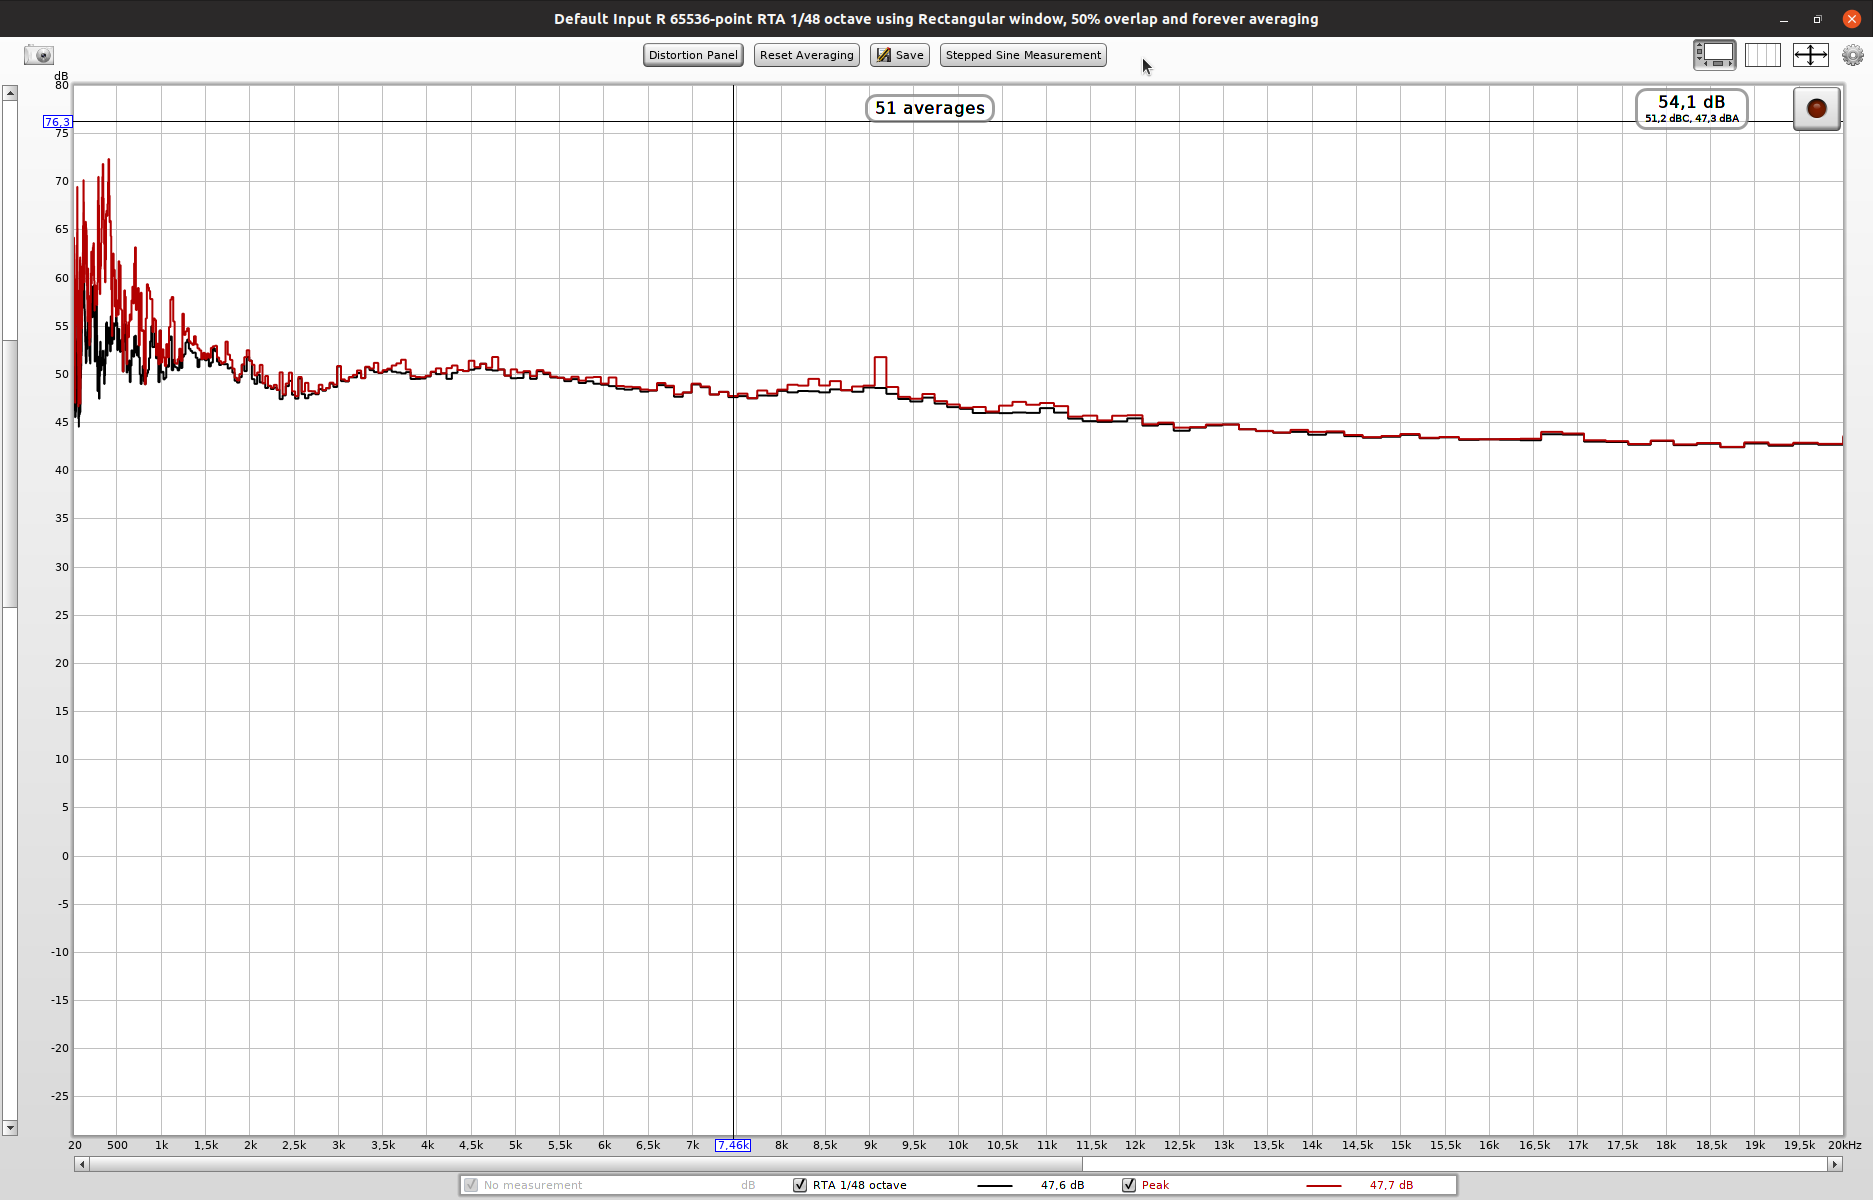 Default Input R 65536-point RTA 1/48 octave using Rectangular window, 50% overlap and forever averaging
Distortion Panel Reset Averaging Save Stepped Sine Measurement
dB
80
51 averages
54,1 dB
51,2 dBC, 47,3 dBA
76,3
75
70
65
60
55
50
45
40
35
30
25
20
15
10
5
0
-5
-10
-15
-20
-25
20 500 1k 1,5k 2k 2,5k 3k 3,5k 4k 4,5k 5k 5,5k 6k 6,5k 7k 7,46k 8k 8,5k 9k 9,5k 10k 10,5k 11k 11,5k 12k 12,5k 13k 13,5k 14k 14,5k 15k 15,5k 16k 16,5k 17k 17,5k 18k 18,5k 19k 19,5k 20kHz
No measurement dB RTA 1/48 octave 47,6 dB Peak 47,7 dB